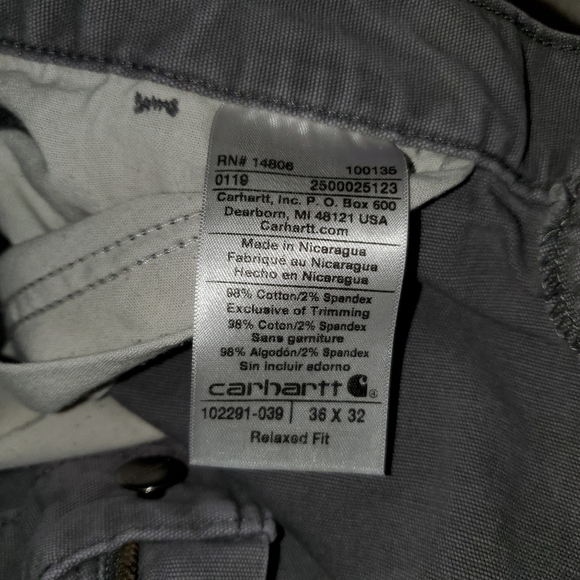 RN# 14806 100135
0119 2500025123
Carhartt, Inc. P. O. Box 600
Dearborn, MI 48121 USA
Carhartt.com
Made in Nicaragua
Fabriqué au Nicaragua
Hecho en Nicaragua
98% Cotton/2% Spandex
Exclusive of Trimming
98% Coton/2% Spandex
Sans garniture
98% Algodón/2% Spandex
Sin incluir adorno
carhartt ®
102291-039 | 36 X 32
Relaxed Fit